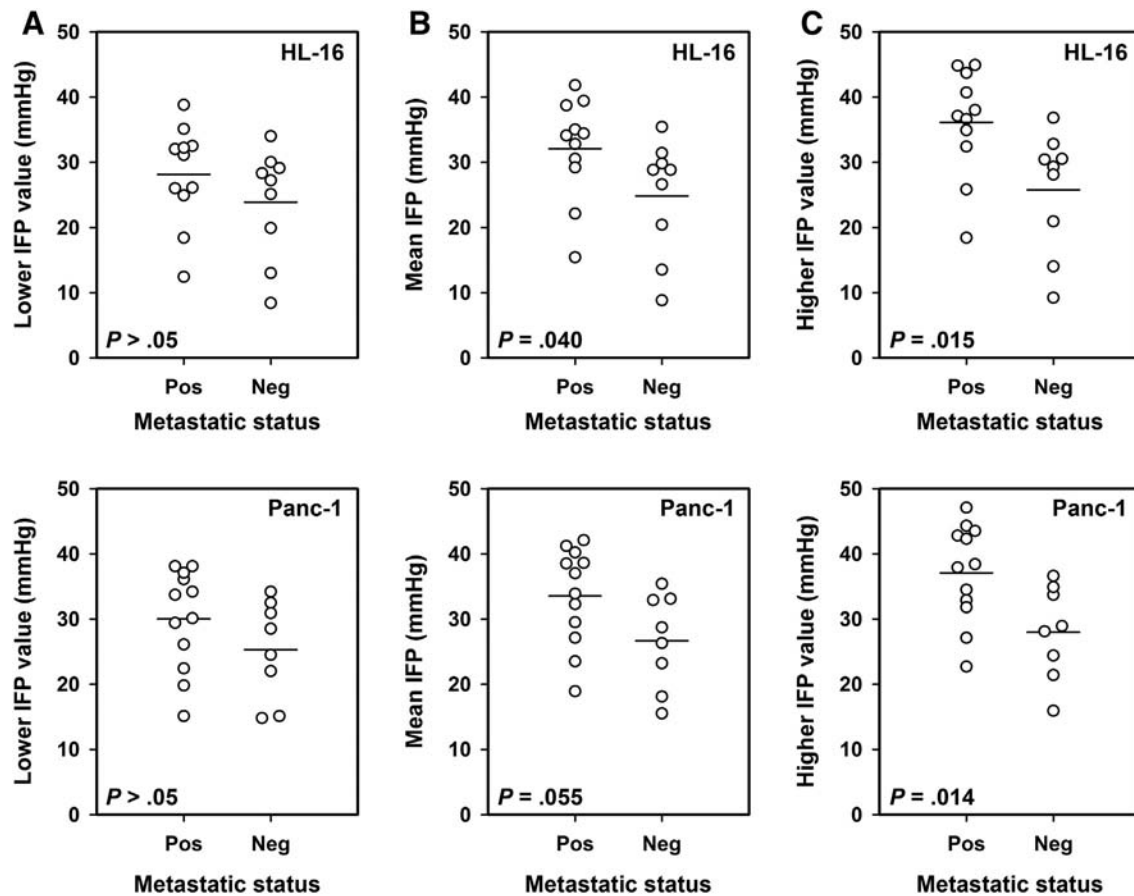 A
B
C
50
40
30
20
10
0
Lower IFP value (mmHg)
HL-16
P > .05
Pos
Neg
Metastatic status
50
40
30
20
10
0
Mean IFP (mmHg)
HL-16
P = .040
Pos
Neg
Metastatic status
50
40
30
20
10
0
Higher IFP value (mmHg)
HL-16
P = .015
Pos
Neg
Metastatic status
50
40
30
20
10
0
Lower IFP value (mmHg)
Panc-1
P > .05
Pos
Neg
Metastatic status
50
40
30
20
10
0
Mean IFP (mmHg)
Panc-1
P = .055
Pos
Neg
Metastatic status
50
40
30
20
10
0
Higher IFP value (mmHg)
Panc-1
P = .014
Pos
Neg
Metastatic status